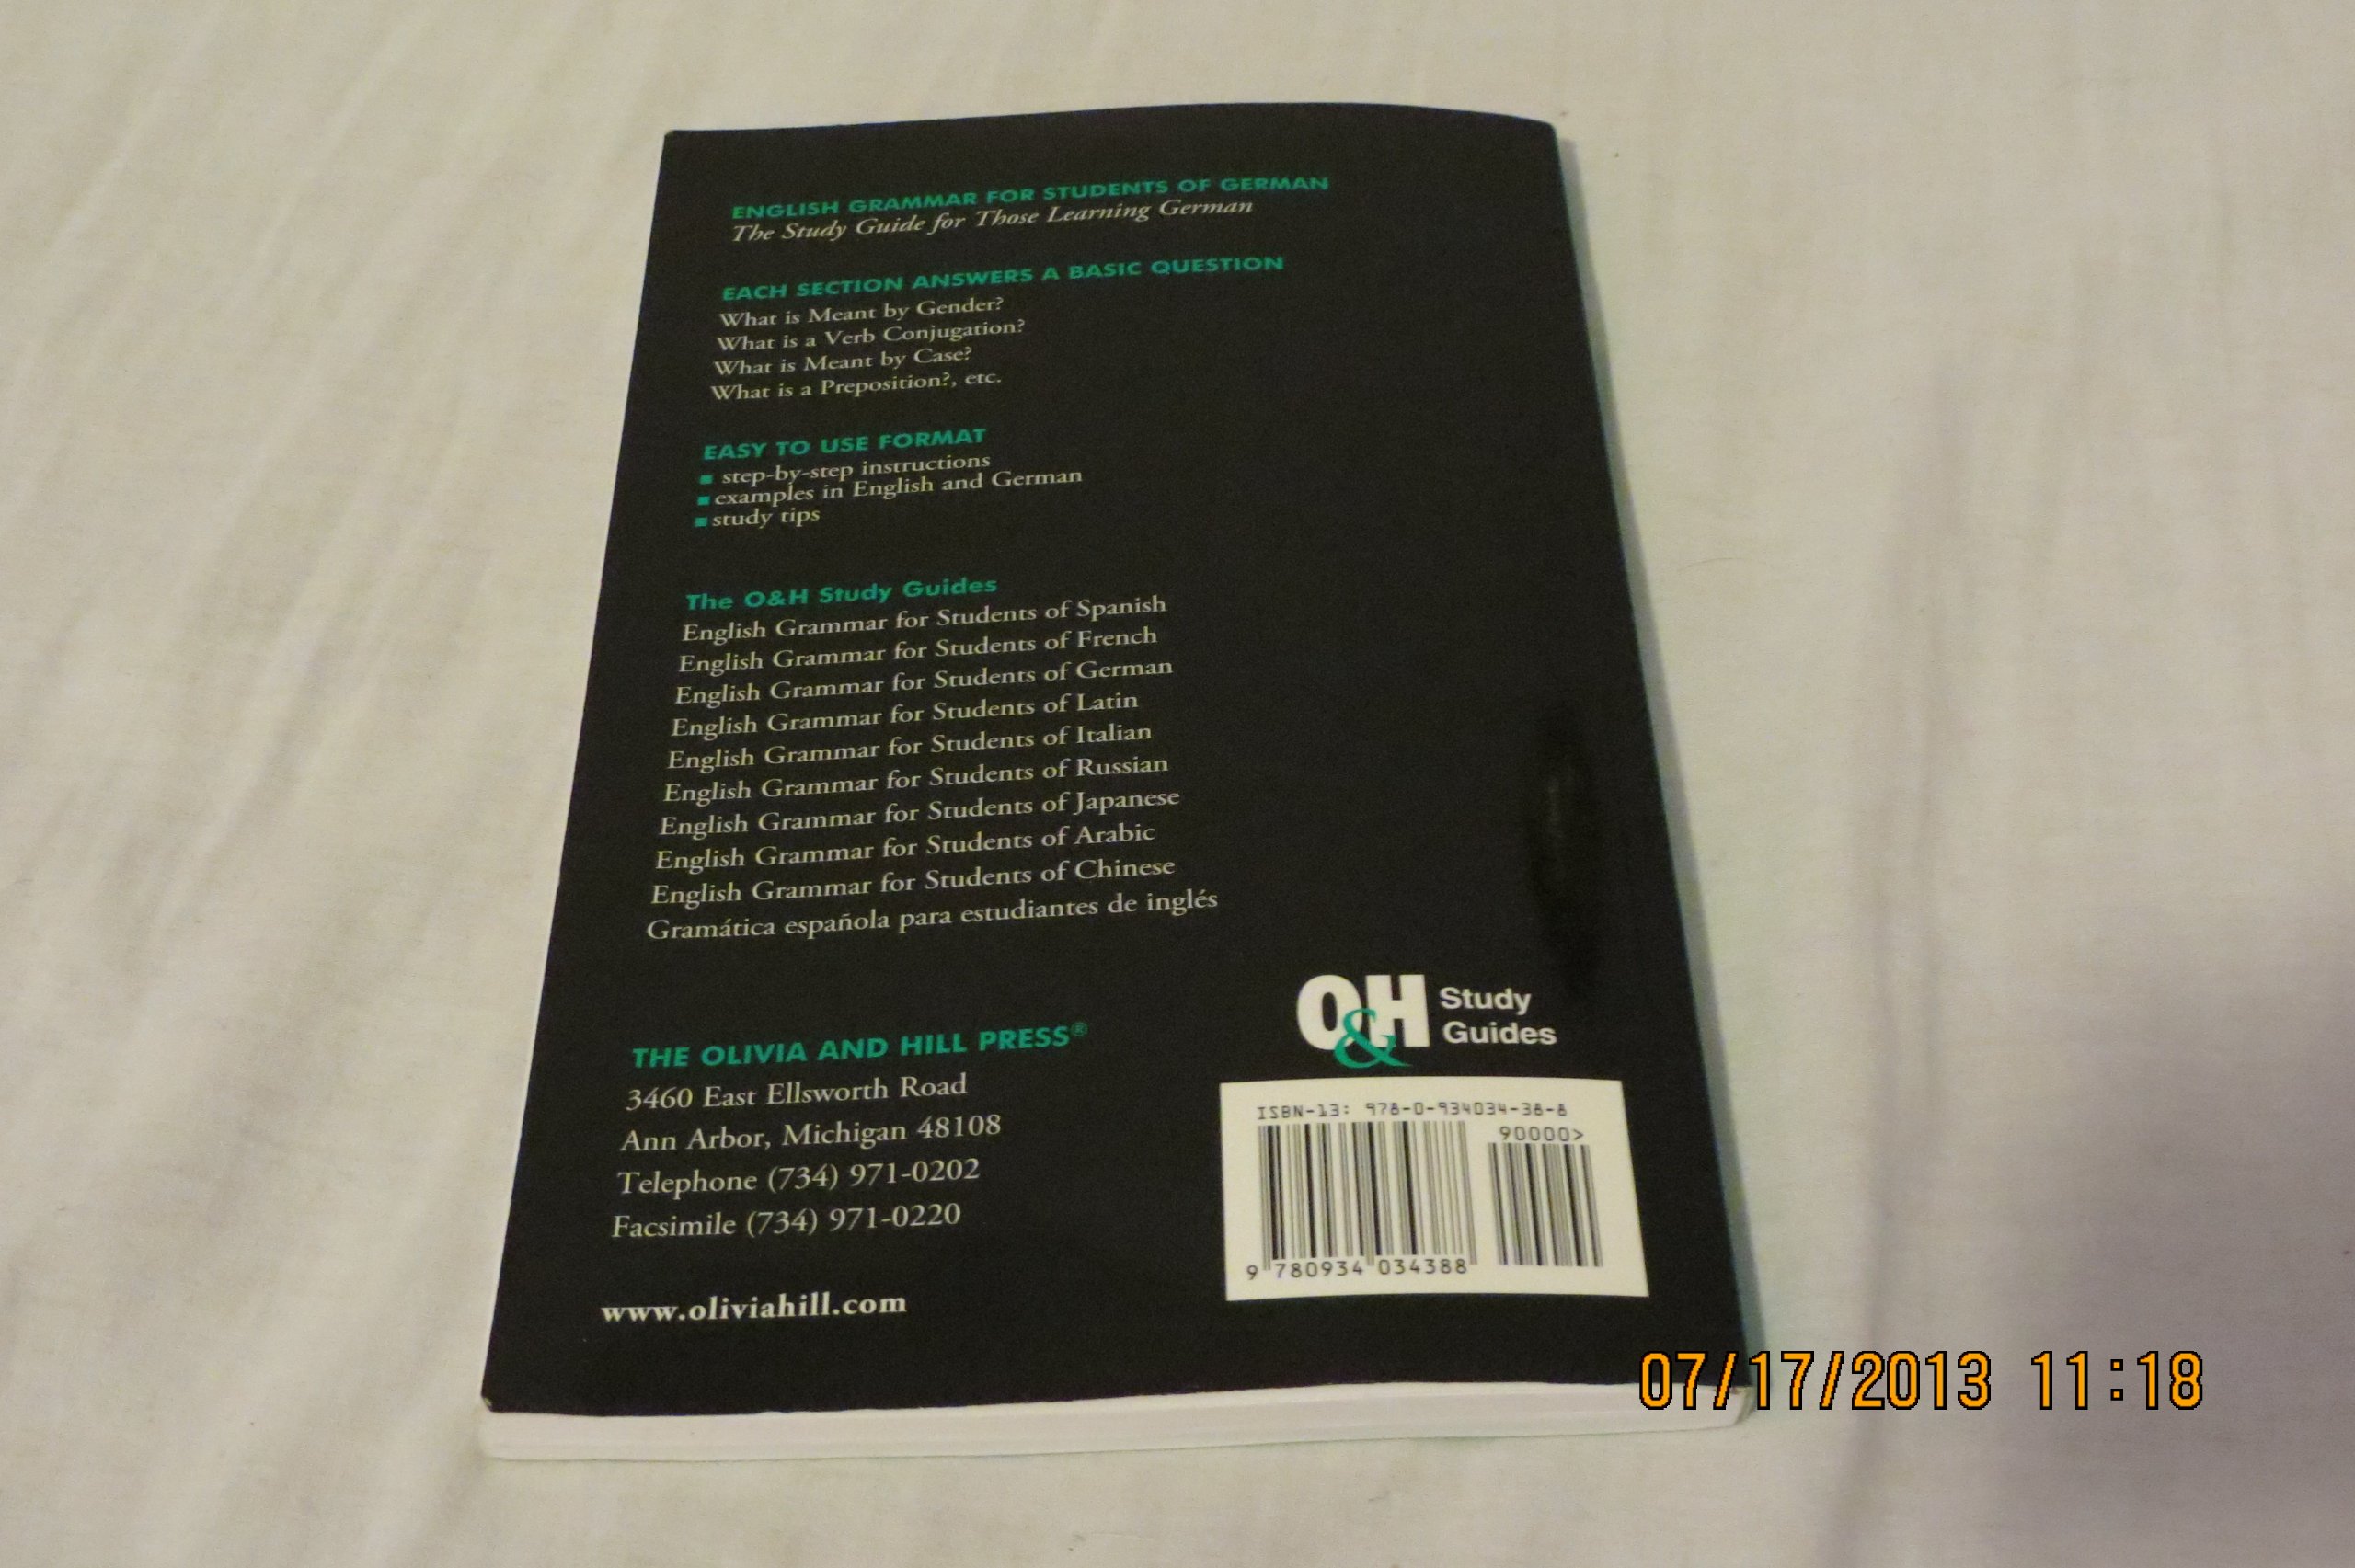 ENGLISH GRAMMAR FOR STUDENTS OF GERMAN
The Study Guide for Those Learning German
EACH SECTION ANSWERS A BASIC QUESTION
What is Meant by Gender?
What is a Verb Conjugation?
What is Meant by Case?
What is a Preposition?, etc.
EASY TO USE FORMAT
■ step-by-step instructions
■ examples in English and German
■ study tips
The O&H Study Guides
English Grammar for Students of Spanish
English Grammar for Students of French
English Grammar for Students of German
English Grammar for Students of Latin
English Grammar for Students of Italian
English Grammar for Students of Russian
English Grammar for Students of Japanese
English Grammar for Students of Arabic
English Grammar for Students of Chinese
Gramática española para estudiantes de inglés
THE OLIVIA AND HILL PRESS®
3460 East Ellsworth Road
Ann Arbor, Michigan 48108
Telephone (734) 971-0202
Facsimile (734) 971-0220
www.oliviahill.com
O&H Study
Guides
ISBN-13: 978-0-934034-38-8
90000>
9 780934 034388
07/17/2013 11:18